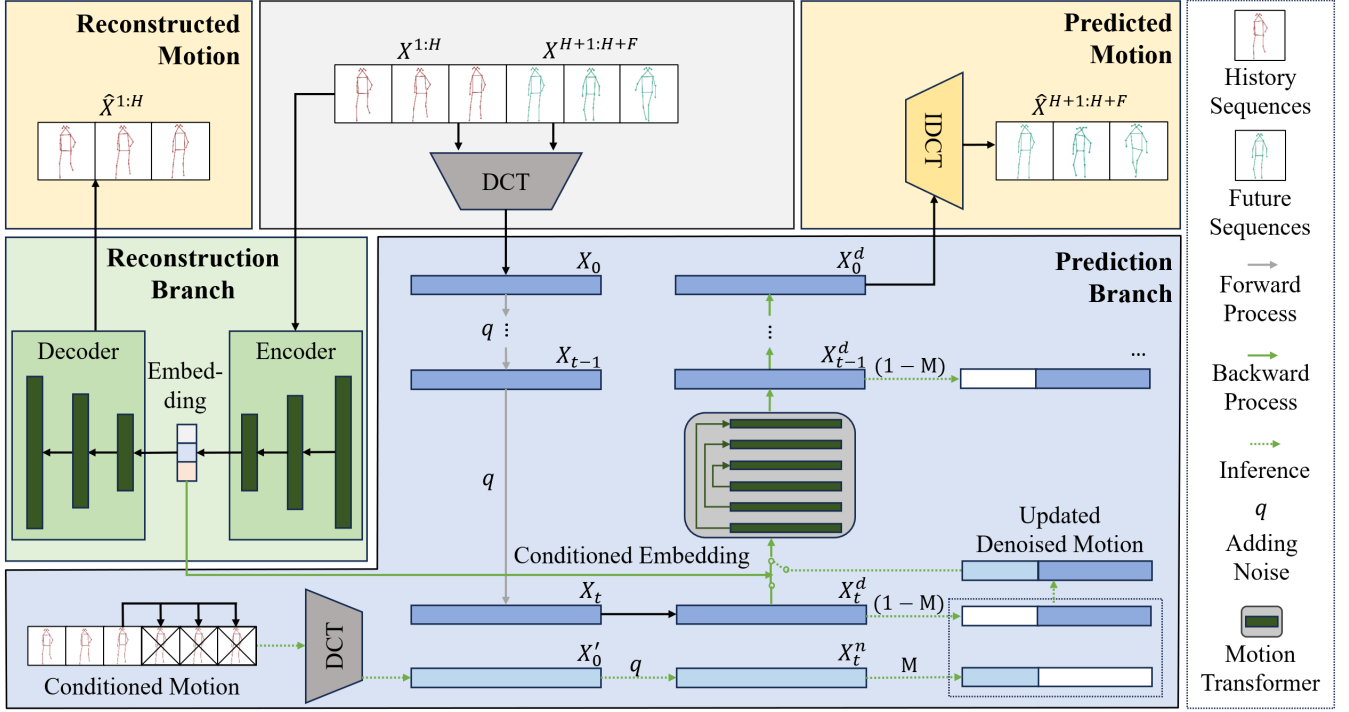 Reconstructed
Motion
X̂^{1:H}
X^{1:H}
X^{H+1:H+F}
DCT
Predicted
Motion
IDCT
X̂^{H+1:H+F}
Reconstruction
Branch
Decoder
Embed-
ding
Encoder
Prediction
Branch
X_0
q ⋮
X_{t−1}
q
X_0^d
⋮
X_{t−1}^d
(1 − M)
...
Conditioned Embedding
Updated
Denoised Motion
X_t
X_t^d
(1 − M)
Conditioned Motion
DCT
X_0′
q
X_t^n
M
History
Sequences
Future
Sequences
Forward
Process
Backward
Process
Inference
q
Adding
Noise
Motion
Transformer